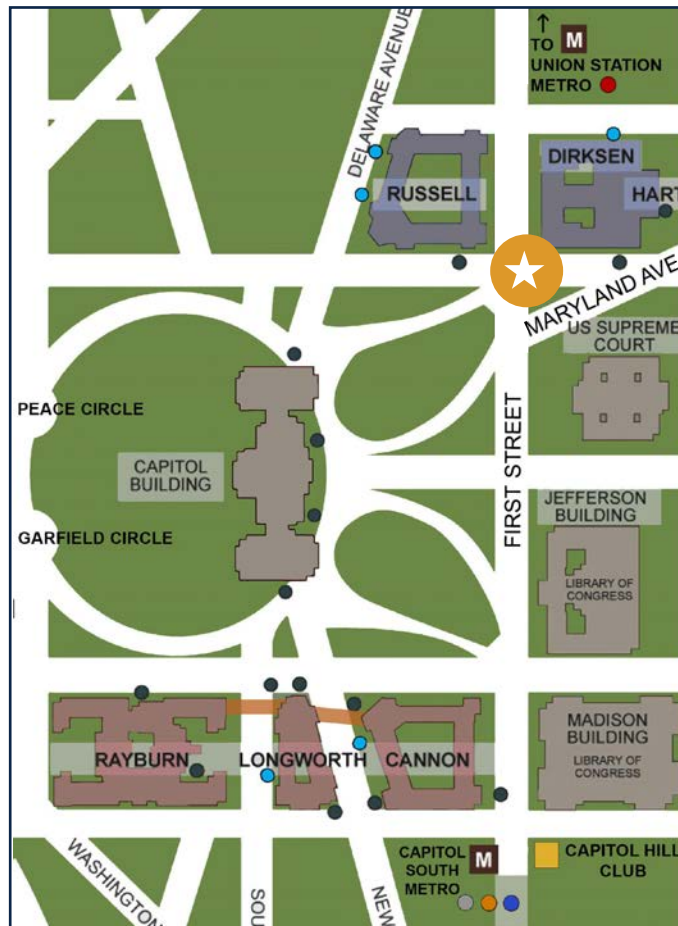 ↑
TO M
UNION STATION
METRO
DELAWARE AVENUE
DIRKSEN
RUSSELL
HART
MARYLAND AVE
US SUPREME
COURT
FIRST STREET
PEACE CIRCLE
CAPITOL
BUILDING
JEFFERSON
BUILDING
GARFIELD CIRCLE
LIBRARY OF
CONGRESS
MADISON
BUILDING
LIBRARY OF
CONGRESS
RAYBURN
LONGWORTH
CANNON
WASHINGTON
SOU
NEW
CAPITOL
SOUTH
METRO
M
CAPITOL HILL
CLUB